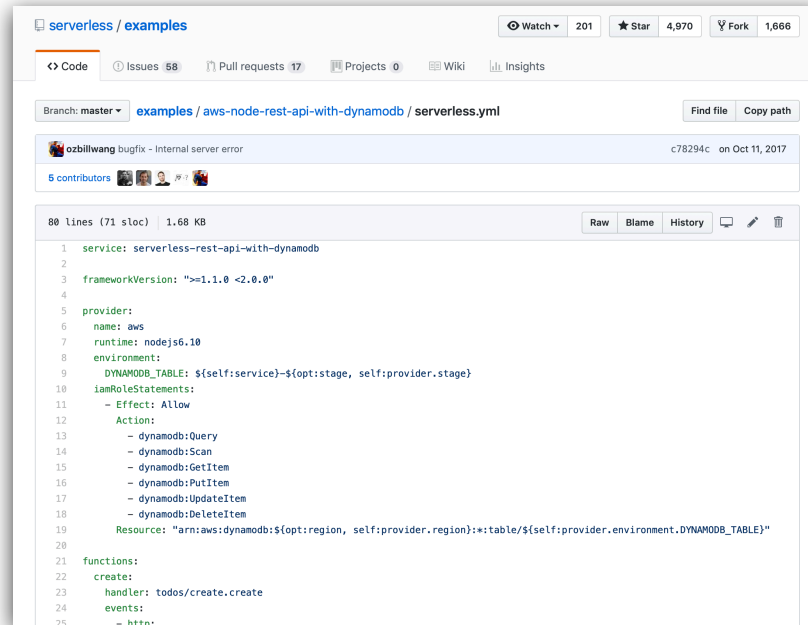 serverless / examples
Watch 201 Star 4,970 Fork 1,666
Code Issues 58 Pull requests 17 Projects 0 Wiki Insights
Branch: master examples / aws-node-rest-api-with-dynamodb / serverless.yml Find file Copy path
ozbillwang bugfix - Internal server error c78294c on Oct 11, 2017
5 contributors
80 lines (71 sloc) 1.68 KB Raw Blame History
1 service: serverless-rest-api-with-dynamodb
2
3 frameworkVersion: ">=1.1.0 <2.0.0"
4
5 provider:
6   name: aws
7   runtime: nodejs6.10
8   environment:
9     DYNAMODB_TABLE: ${self:service}-${opt:stage, self:provider.stage}
10   iamRoleStatements:
11     - Effect: Allow
12       Action:
13         - dynamodb:Query
14         - dynamodb:Scan
15         - dynamodb:GetItem
16         - dynamodb:PutItem
17         - dynamodb:UpdateItem
18         - dynamodb:DeleteItem
19       Resource: "arn:aws:dynamodb:${opt:region, self:provider.region}:*:table/${self:provider.environment.DYNAMODB_TABLE}"
20
21 functions:
22   create:
23     handler: todos/create.create
24     events:
25       - http: